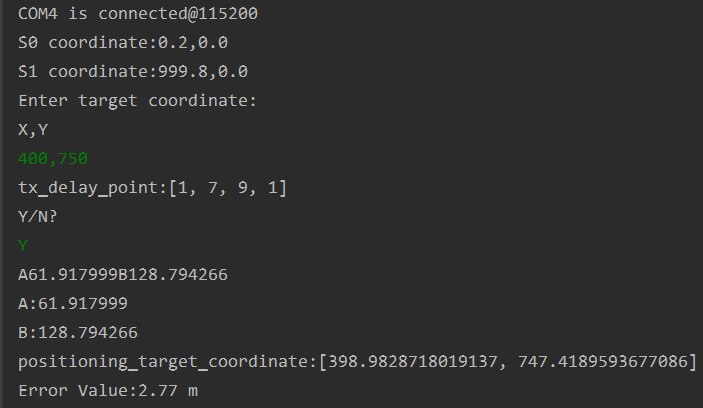 COM4 is connected@115200
S0 coordinate:0.2,0.0
S1 coordinate:999.8,0.0
Enter target coordinate:
X,Y
400,750
tx_delay_point:[1, 7, 9, 1]
Y/N?
Y
A61.917999B128.794266
A:61.917999
B:128.794266
positioning_target_coordinate:[398.9828718019137, 747.4189593677086]
Error Value:2.77 m